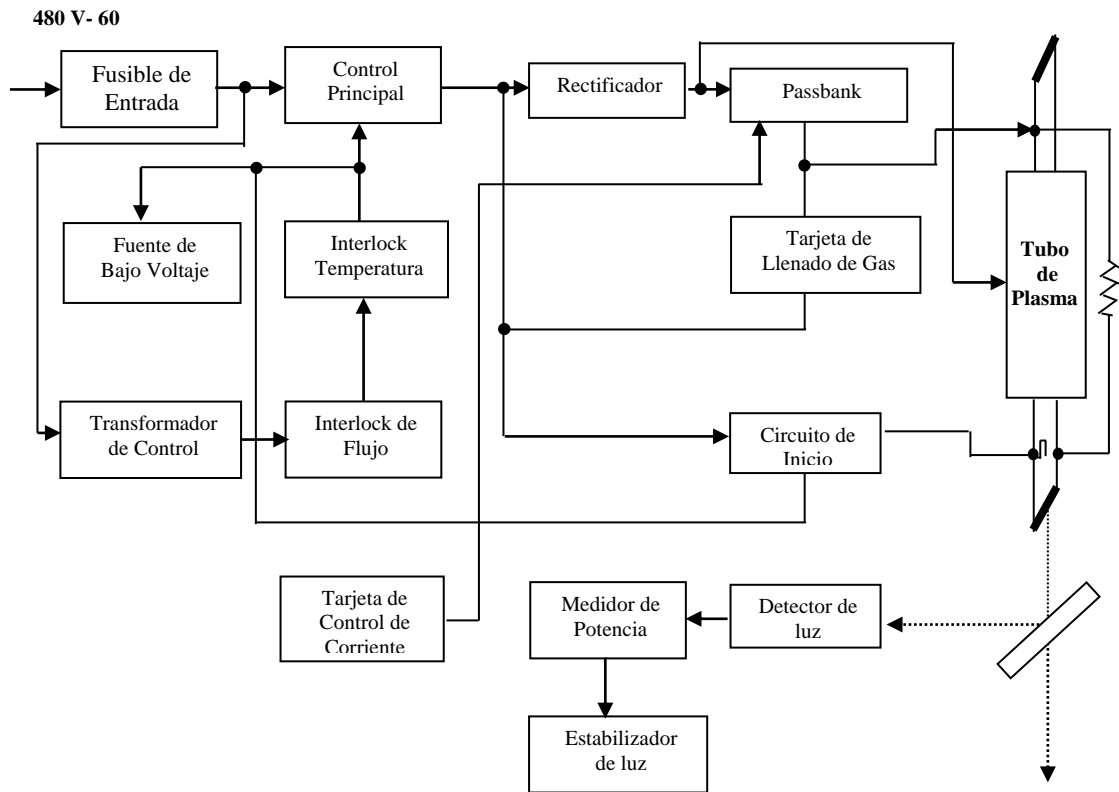 480 V- 60
Fusible de
Entrada
Control
Principal
Rectificador
Passbank
Fuente de
Bajo Voltaje
Interlock
Temperatura
Tarjeta de
Llenado de Gas
Tubo
de
Plasma
Transformador
de Control
Interlock de
Flujo
Circuito de
Inicio
Tarjeta de
Control de
Corriente
Medidor de
Potencia
Detector de
luz
Estabilizador
de luz